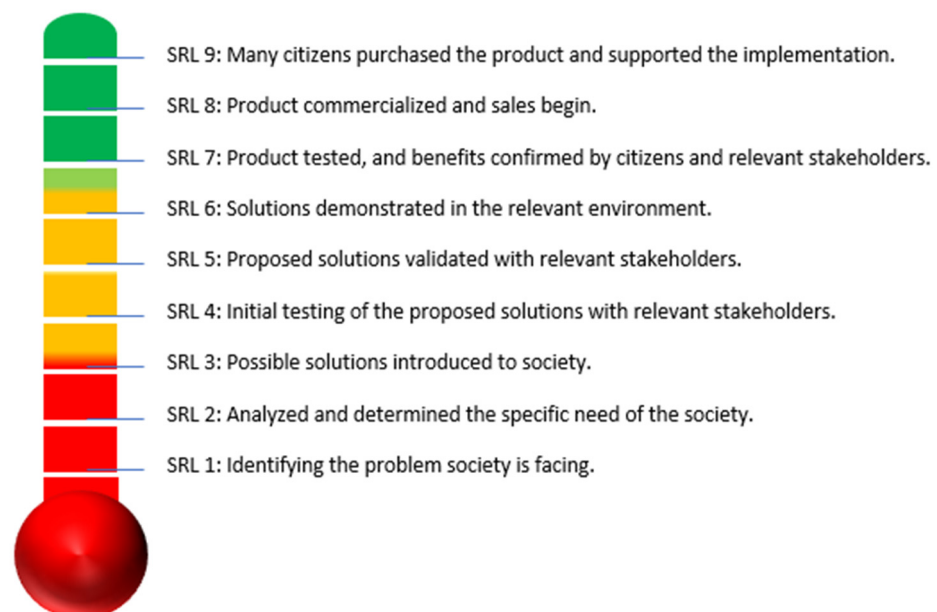 SRL 9: Many citizens purchased the product and supported the implementation.
SRL 8: Product commercialized and sales begin.
SRL 7: Product tested, and benefits confirmed by citizens and relevant stakeholders.
SRL 6: Solutions demonstrated in the relevant environment.
SRL 5: Proposed solutions validated with relevant stakeholders.
SRL 4: Initial testing of the proposed solutions with relevant stakeholders.
SRL 3: Possible solutions introduced to society.
SRL 2: Analyzed and determined the specific need of the society.
SRL 1: Identifying the problem society is facing.